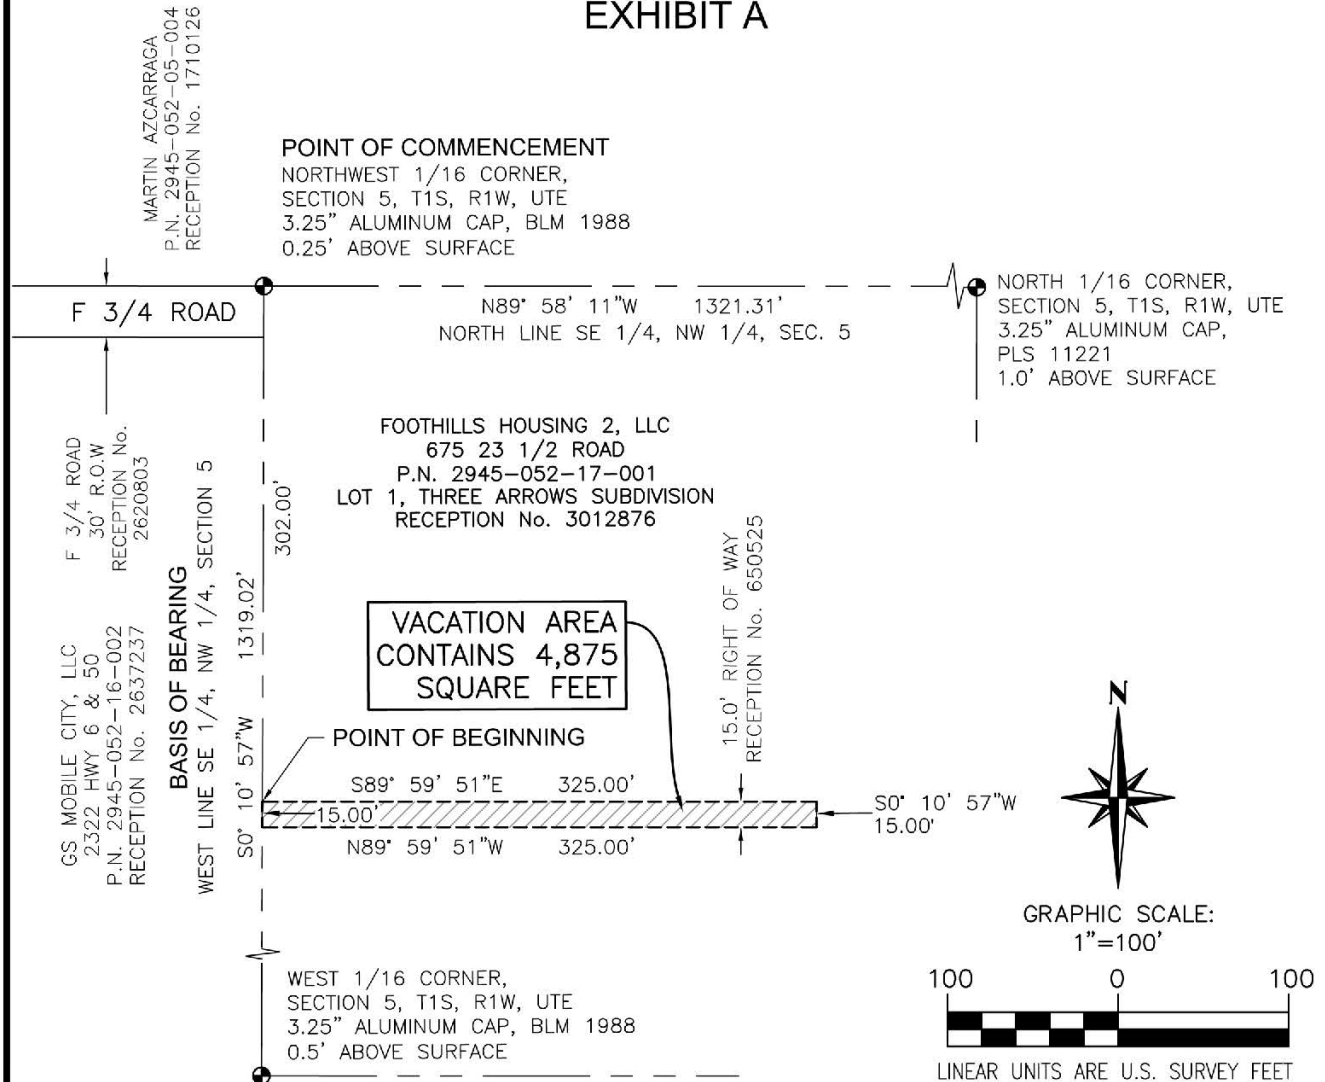 EXHIBIT A
MARTIN AZCARRAGA
P.N. 2945-052-05-004
RECEPTION No. 1710126
POINT OF COMMENCEMENT
NORTHWEST 1/16 CORNER,
SECTION 5, T1S, R1W, UTE
3.25" ALUMINUM CAP, BLM 1988
0.25' ABOVE SURFACE
F 3/4 ROAD
N89° 58' 11"W 1321.31'
NORTH LINE SE 1/4, NW 1/4, SEC. 5
NORTH 1/16 CORNER,
SECTION 5, T1S, R1W, UTE
3.25" ALUMINUM CAP,
PLS 11221
1.0' ABOVE SURFACE
F 3/4 ROAD
30' R.O.W
RECEPTION No.
2620803
FOOTHILLS HOUSING 2, LLC
675 23 1/2 ROAD
P.N. 2945-052-17-001
LOT 1, THREE ARROWS SUBDIVISION
RECEPTION No. 3012876
302.00'
GS MOBILE CITY, LLC
2322 HWY 6 & 50
P.N. 2945-052-16-002
RECEPTION No. 2637237
BASIS OF BEARING
WEST LINE SE 1/4, NW 1/4, SECTION 5
S0° 10' 57"W 1319.02'
VACATION AREA
CONTAINS 4,875
SQUARE FEET
15.0' RIGHT OF WAY
RECEPTION No. 650525
POINT OF BEGINNING
S89° 59' 51"E 325.00'
15.00'
N89° 59' 51"W 325.00'
S0° 10' 57"W
15.00'
N
GRAPHIC SCALE:
1"=100'
100 0 100
LINEAR UNITS ARE U.S. SURVEY FEET
WEST 1/16 CORNER,
SECTION 5, T1S, R1W, UTE
3.25" ALUMINUM CAP, BLM 1988
0.5' ABOVE SURFACE